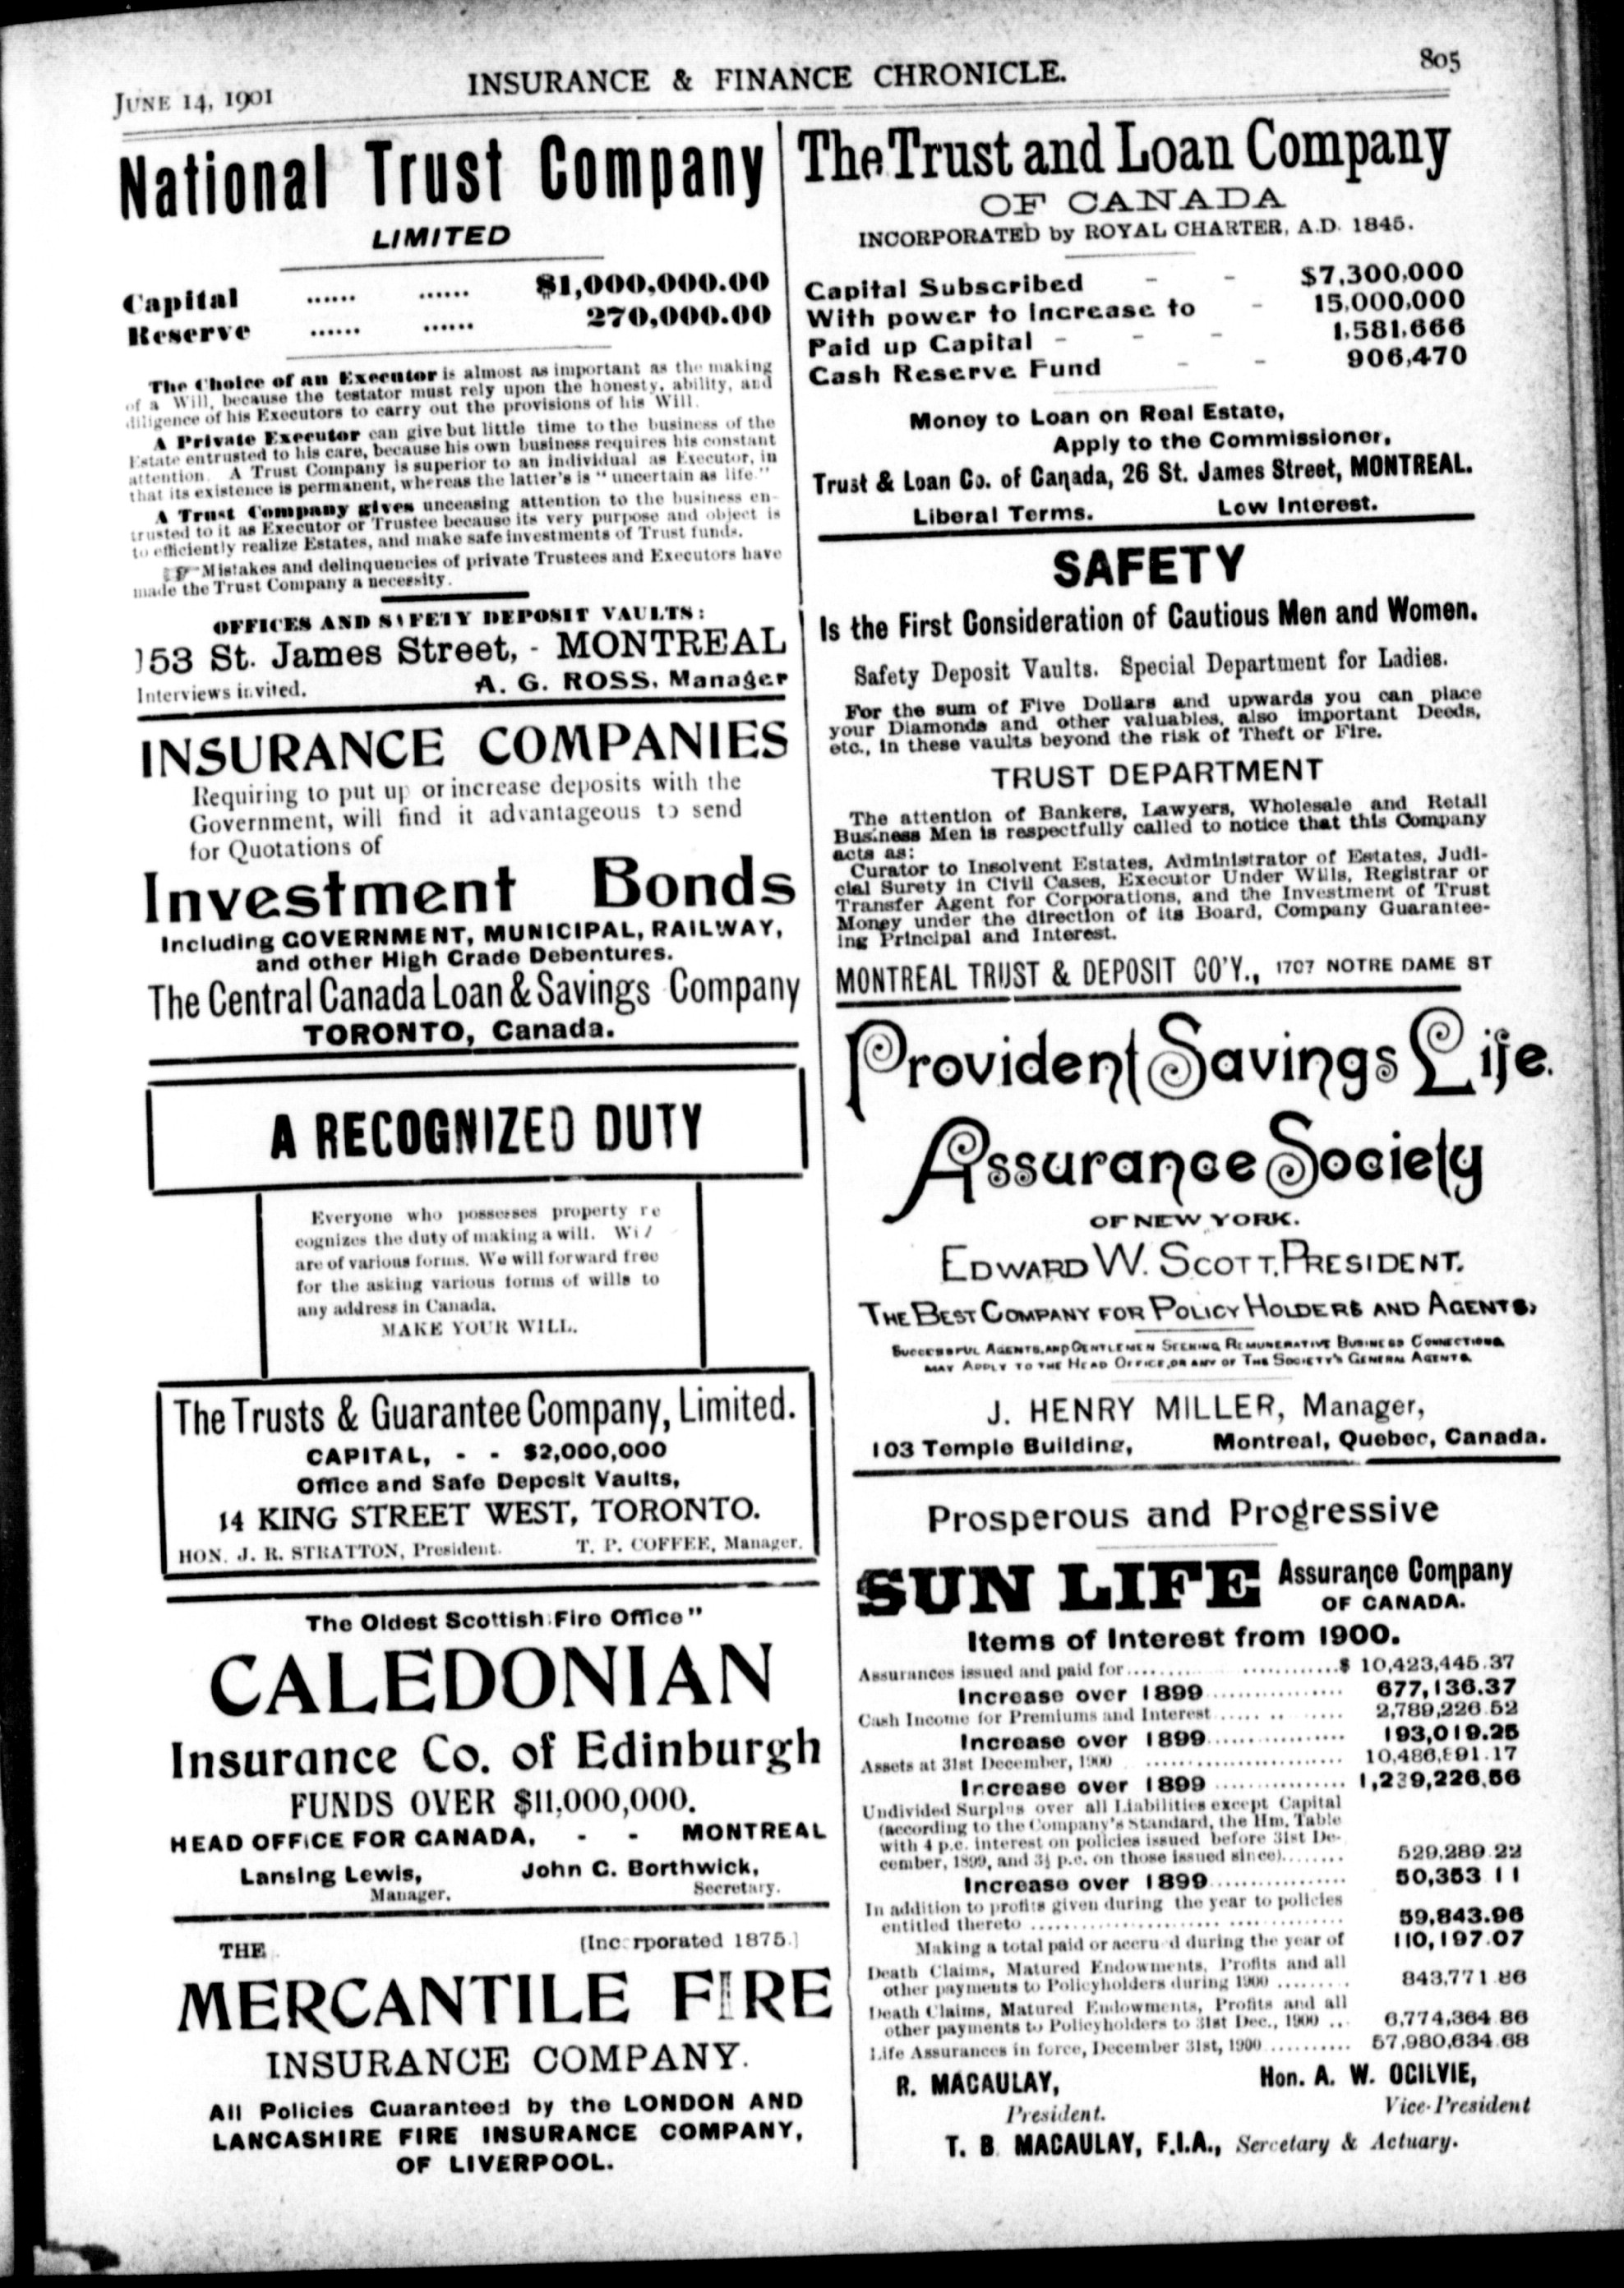 JUNE 14, 1901
INSURANCE & FINANCE CHRONICLE.
805
National Trust Company
LIMITED
Capital ...... ...... $1,000,000.00
Reserve ...... ...... 270,000.00
The Choice of an Executor is almost as important as the making
of a Will, because the testator must rely upon the honesty, ability, and
diligence of his Executors to carry out the provisions of his Will.
A Private Executor can give but little time to the business of the
Estate entrusted to his care, because his own business requires his constant
attention. A Trust Company is superior to an individual as Executor, in
that its existence is permanent, whereas the latter's is "uncertain as life."
A Trust Company gives unceasing attention to the business en-
trusted to it as Executor or Trustee because its very purpose and object is
to efficiently realize Estates, and make safe investments of Trust funds.
☞ Mistakes and delinquencies of private Trustees and Executors have
made the Trust Company a necessity.
OFFICES AND SAFETY DEPOSIT VAULTS:
153 St. James Street, - MONTREAL
Interviews invited. A. G. ROSS, Manager
INSURANCE COMPANIES
Requiring to put up or increase deposits with the
Government, will find it advantageous to send
for Quotations of
Investment Bonds
Including GOVERNMENT, MUNICIPAL, RAILWAY,
and other High Grade Debentures.
The Central Canada Loan & Savings Company
TORONTO, Canada.
A RECOGNIZED DUTY
Everyone who possesses property re
cognizes the duty of making a will. Wi
are of various forms. We will forward free
for the asking various forms of wills to
any address in Canada.
MAKE YOUR WILL.
The Trusts & Guarantee Company, Limited.
CAPITAL, - - $2,000,000
Office and Safe Deposit Vaults,
14 KING STREET WEST, TORONTO.
HON. J. R. STRATTON, President. T. P. COFFEE, Manager.
The Oldest Scottish Fire Office"
CALEDONIAN
Insurance Co. of Edinburgh
FUNDS OVER $11,000,000.
HEAD OFFICE FOR CANADA, - - MONTREAL
Lansing Lewis, John C. Borthwick,
Manager. Secretary.
THE [Incorporated 1875.]
MERCANTILE FIRE
INSURANCE COMPANY.
All Policies Guaranteed by the LONDON AND
LANCASHIRE FIRE INSURANCE COMPANY,
OF LIVERPOOL.
The Trust and Loan Company
OF CANADA
INCORPORATED by ROYAL CHARTER, A.D. 1845.
Capital Subscribed - - $7,300,000
With power to increase to - 15,000,000
Paid up Capital - - - 1,581,666
Cash Reserve Fund - - 906,470
Money to Loan on Real Estate,
Apply to the Commissioner,
Trust & Loan Co. of Canada, 26 St. James Street, MONTREAL.
Liberal Terms. Low Interest.
SAFETY
Is the First Consideration of Cautious Men and Women.
Safety Deposit Vaults. Special Department for Ladies.
For the sum of Five Dollars and upwards you can place
your Diamonds and other valuables, also important Deeds,
etc., in these vaults beyond the risk of Theft or Fire.
TRUST DEPARTMENT
The attention of Bankers, Lawyers, Wholesale and Retail
Business Men is respectfully called to notice that this Company
acts as:
Curator to Insolvent Estates, Administrator of Estates, Judi-
cial Surety in Civil Cases, Executor Under Wills, Registrar or
Transfer Agent for Corporations, and the Investment of Trust
Money under the direction of its Board, Company Guarantee-
ing Principal and Interest.
MONTREAL TRUST & DEPOSIT CO'Y., 1707 NOTRE DAME ST
Provident Savings Life
Assurance Society
OF NEW YORK.
EDWARD W. SCOTT, PRESIDENT.
THE BEST COMPANY FOR POLICY HOLDERS AND AGENTS,
SUCCESSFUL AGENTS, AND GENTLEMEN SEEKING REMUNERATIVE BUSINESS CONNECTIONS
MAY APPLY TO THE HEAD OFFICE, OR ANY OF THE SOCIETY'S GENERAL AGENTS.
J. HENRY MILLER, Manager,
103 Temple Building, Montreal, Quebec, Canada.
Prosperous and Progressive
SUN LIFE Assurance Company
OF CANADA.
Items of Interest from 1900.
Assurances issued and paid for...... $ 10,423,445.37
Increase over 1899...... 677,136.37
Cash Income for Premiums and Interest...... 2,789,226.52
Increase over 1899...... 193,019.25
Assets at 31st December, 1900 ...... 10,486,891.17
Increase over 1899 ...... 1,239,226.56
Undivided Surplus over all Liabilities except Capital
(according to the Company's Standard, the Hm. Table
with 4 p.c. interest on policies issued before 31st De-
cember, 1899, and 3½ p.c. on those issued since)...... 529,289.22
Increase over 1899...... 50,353 11
In addition to profits given during the year to policies
entitled thereto ...... 59,843.96
Making a total paid or accrued during the year of 110,197.07
Death Claims, Matured Endowments, Profits and all
other payments to Policyholders during 1900 ...... 843,771 86
Death Claims, Matured Endowments, Profits and all
other payments to Policyholders to 31st Dec., 1900 .. 6,774,364 86
Life Assurances in force, December 31st, 1900...... 57,980,634.68
R. MACAULAY, Hon. A. W. OGILVIE,
President. Vice-President
T. B. MACAULAY, F.I.A., Sercetary & Actuary.